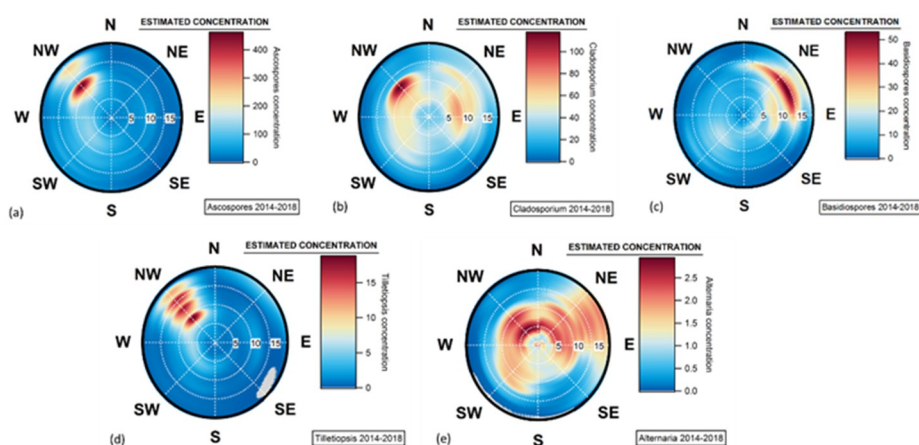 ESTIMATED CONCENTRATION
N
NE
E
SE
S
SW
W
NW
5 10 15
400
300
200
100
0
Ascospores concentration
(a)
Ascospores 2014-2018
ESTIMATED CONCENTRATION
N
NE
E
SE
S
SW
W
NW
5 10 15
100
80
60
40
20
0
Cladosporium concentration
(b)
Cladosporium 2014-2018
ESTIMATED CONCENTRATION
N
NE
E
SE
S
SW
W
NW
5 10 15
50
40
30
20
10
0
Basidiospores concentration
(c)
Basidiospores 2014-2018
ESTIMATED CONCENTRATION
N
NE
E
SE
S
SW
W
NW
5 10 15
15
10
5
0
Tilletiopsis concentration
(d)
Tilletiopsis 2014-2018
ESTIMATED CONCENTRATION
N
NE
E
SE
S
SW
W
NW
5 10 15
2.5
2.0
1.5
1.0
0.5
0.0
Alternaria concentration
(e)
Alternaria 2014-2018